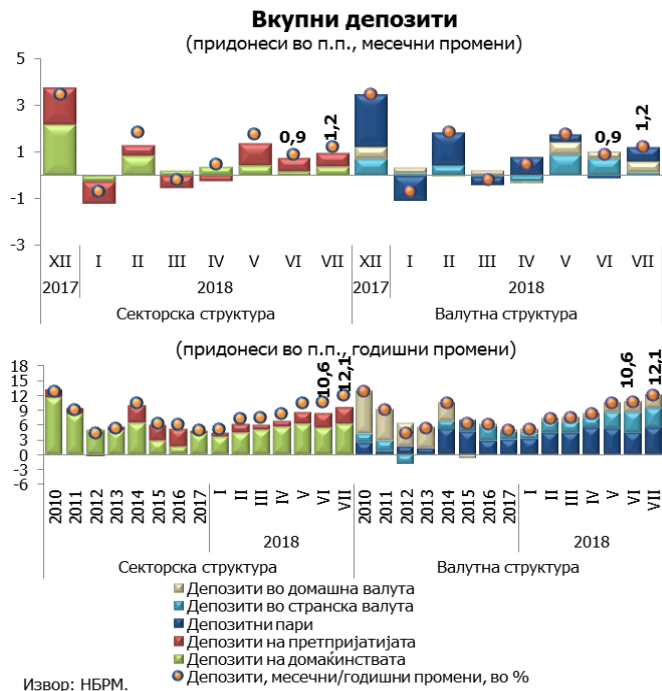 Вкупни депозити
(придонеси во п.п., месечни промени)
5
3
1
-1
-3
0,9
1,2
0,9
1,2
XII I II III IV V VI VII XII I II III IV V VI VII
2017 2018 2017 2018
Секторска структура Валутна структура
(придонеси во п.п., годишни промени)
18
15
12
9
6
3
0
-3
-6
10,6
12,1
10,6
12,1
2010 2011 2012 2013 2014 2015 2016 2017 I II III IV V VI VII 2010 2011 2012 2013 2014 2015 2016 2017 I II III IV V VI VII
2018 2018
Секторска структура Валутна структура
Депозити во домашна валута
Депозити во странска валута
Депозитни пари
Депозити на претпријатијата
Депозити на домаќинствата
Депозити, месечни/годишни промени, во %
Извор: НБРМ.